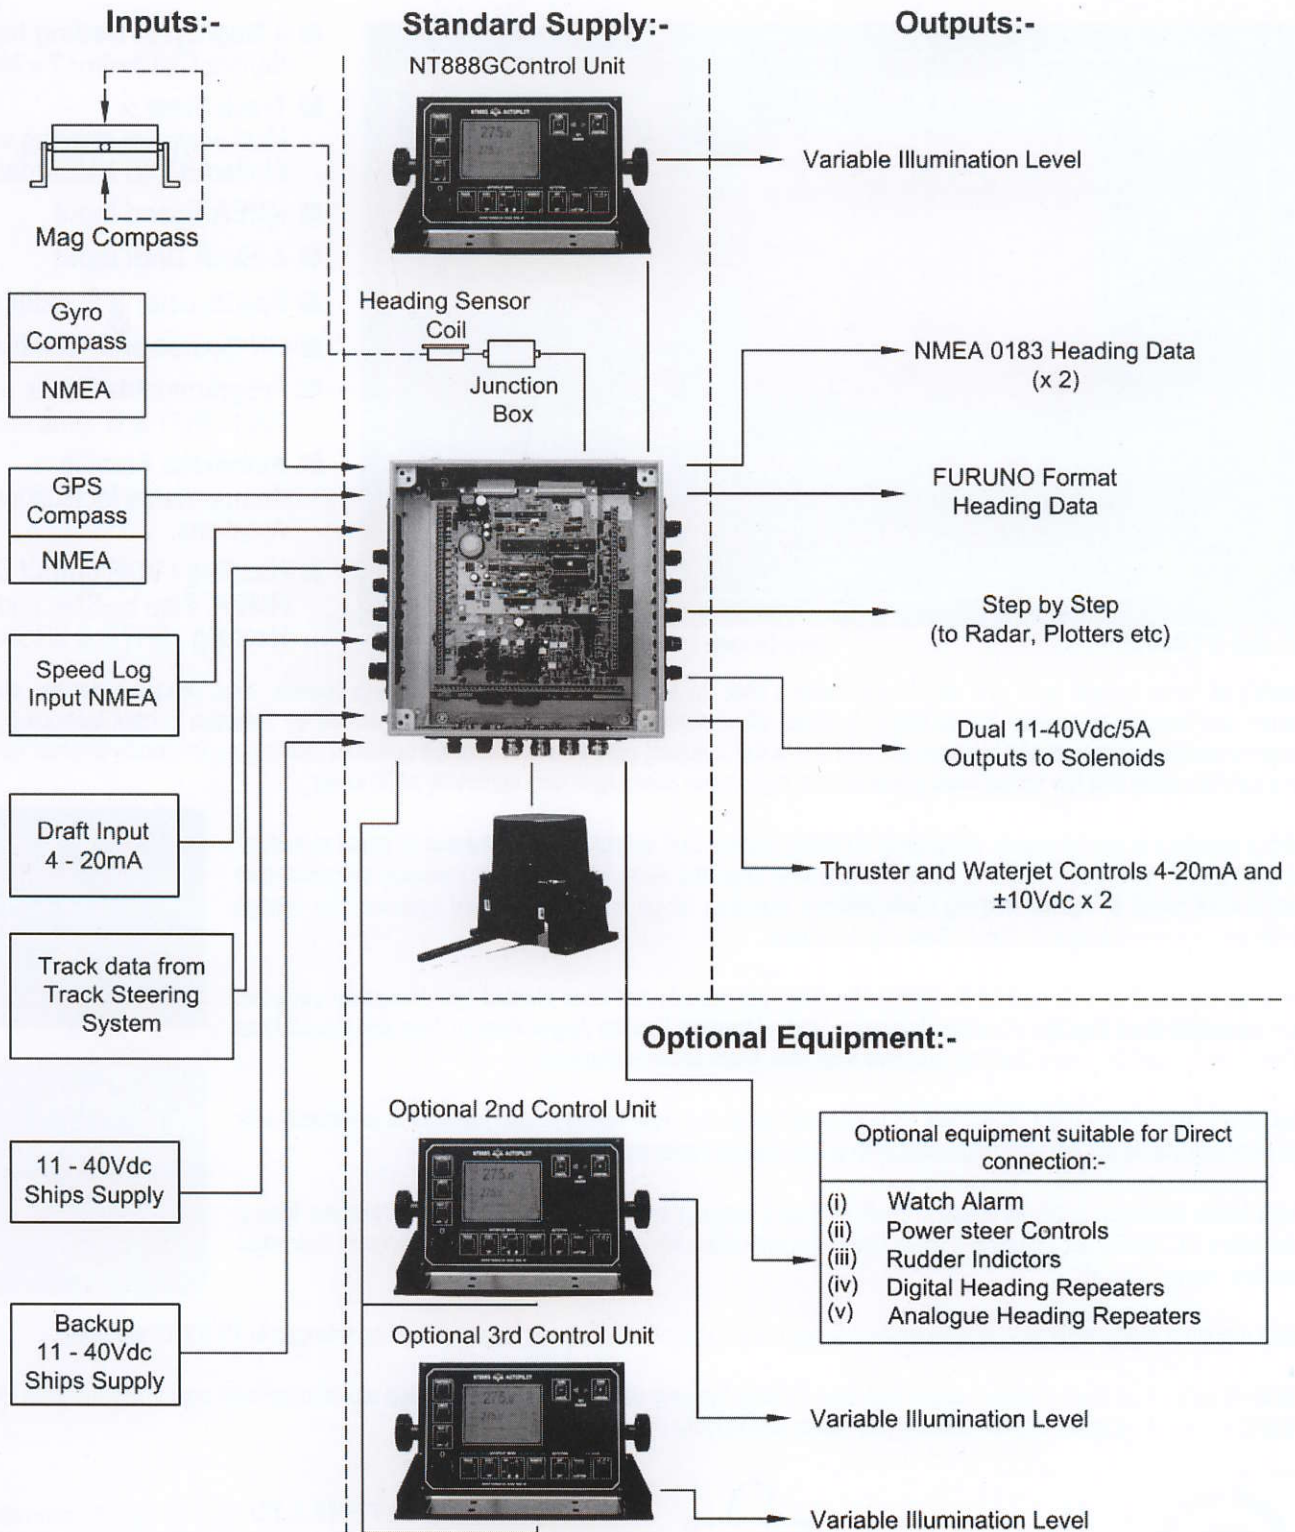 Inputs:-
Standard Supply:-
Outputs:-
NT888GControl Unit
Variable Illumination Level
Mag Compass
Heading Sensor
Coil
Junction
Box
Gyro
Compass
NMEA
NMEA 0183 Heading Data
(x 2)
GPS
Compass
NMEA
FURUNO Format
Heading Data
Step by Step
(to Radar, Plotters etc)
Speed Log
Input NMEA
Dual 11-40Vdc/5A
Outputs to Solenoids
Draft Input
4 - 20mA
Thruster and Waterjet Controls 4-20mA and
±10Vdc x 2
Track data from
Track Steering
System
Optional Equipment:-
Optional 2nd Control Unit
11 - 40Vdc
Ships Supply
Optional equipment suitable for Direct
connection:-
(i) Watch Alarm
(ii) Power steer Controls
(iii) Rudder Indictors
(iv) Digital Heading Repeaters
(v) Analogue Heading Repeaters
Backup
11 - 40Vdc
Ships Supply
Optional 3rd Control Unit
Variable Illumination Level
Variable Illumination Level